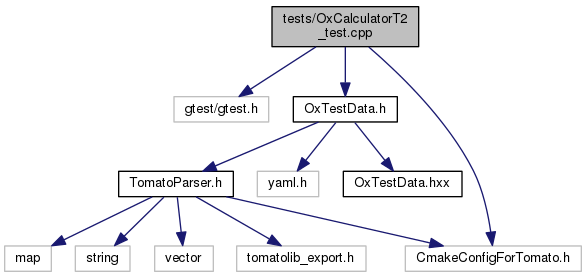 tests/OxCalculatorT2
_test.cpp
gtest/gtest.h
OxTestData.h
TomatoParser.h
yaml.h
OxTestData.hxx
map
string
vector
tomatolib_export.h
CmakeConfigForTomato.h